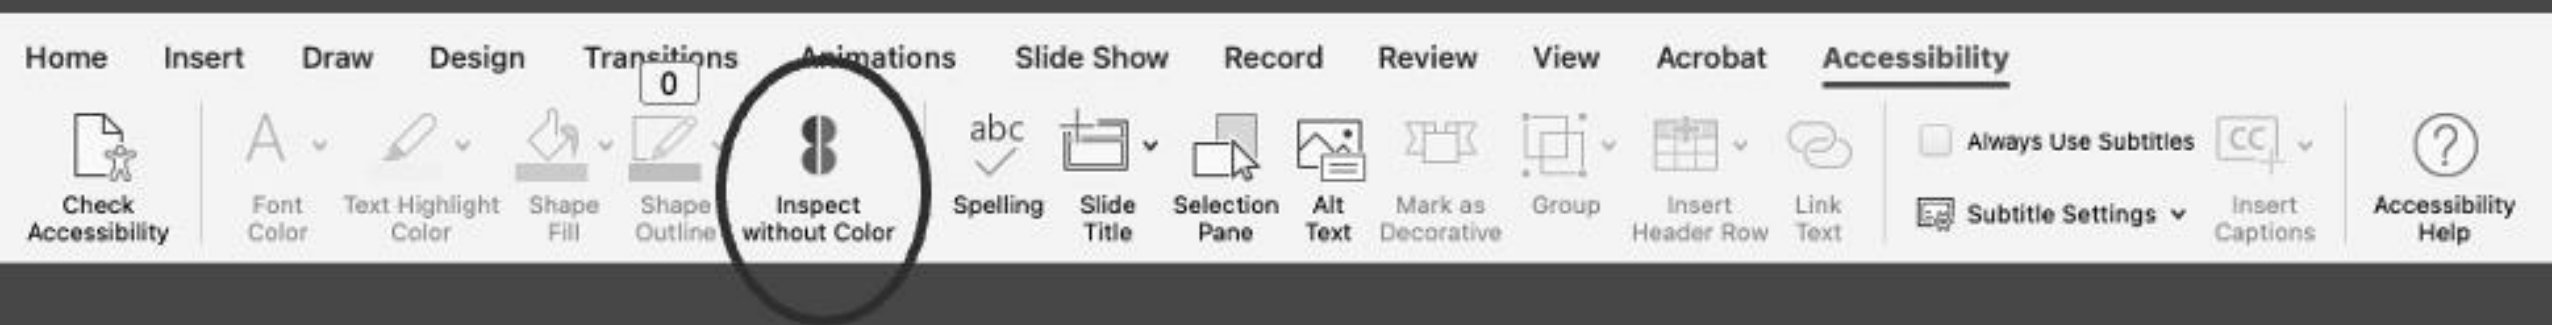 Home Insert Draw Design Transitions Animations Slide Show Record Review View Acrobat Accessibility
0
A abc Always Use Subtitles CC ?
Check Font Text Highlight Shape Shape Inspect Spelling Slide Selection Alt Mark as Group Insert Link Subtitle Settings Insert Accessibility
Accessibility Color Color Fill Outline without Color Title Pane Text Decorative Header Row Text Captions Help